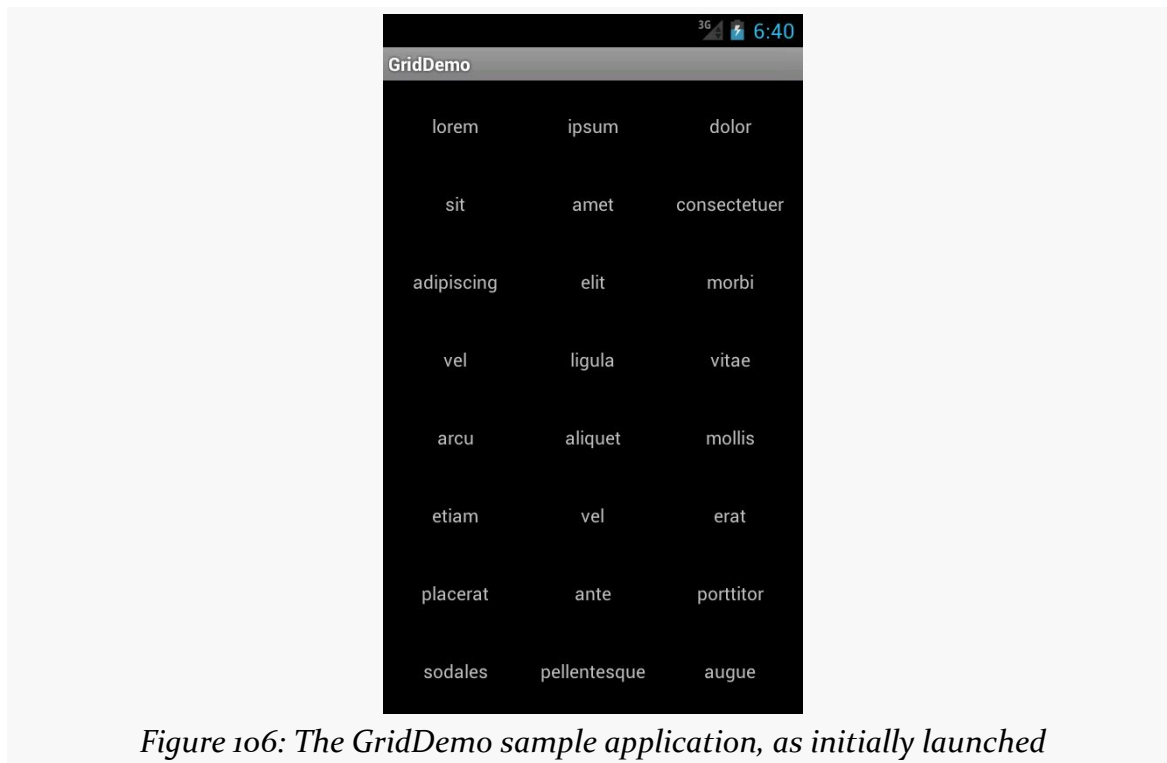 3G 6:40
GridDemo
lorem ipsum dolor
sit amet consectetuer
adipiscing elit morbi
vel ligula vitae
arcu aliquet mollis
etiam vel erat
placerat ante porttitor
sodales pellentesque augue
Figure 106: The GridDemo sample application, as initially launched